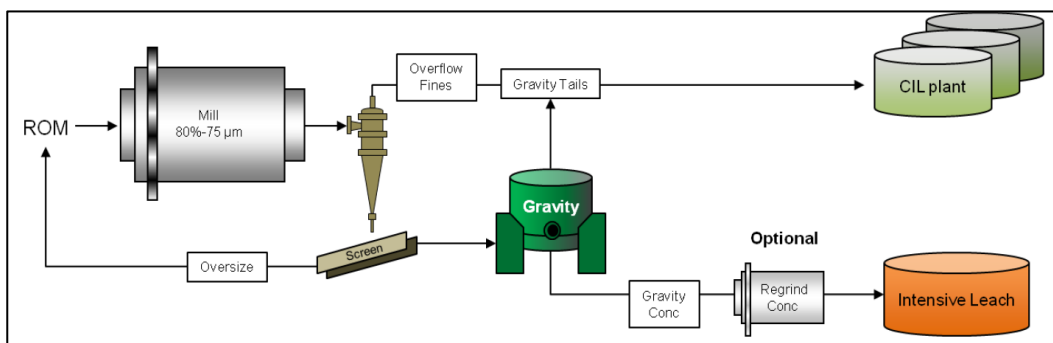 Overflow
Fines
Gravity Tails
CIL plant
Mill
80%-75 µm
ROM
Gravity
Screen
Optional
Oversize
Gravity
Conc
Regrind
Conc
Intensive Leach